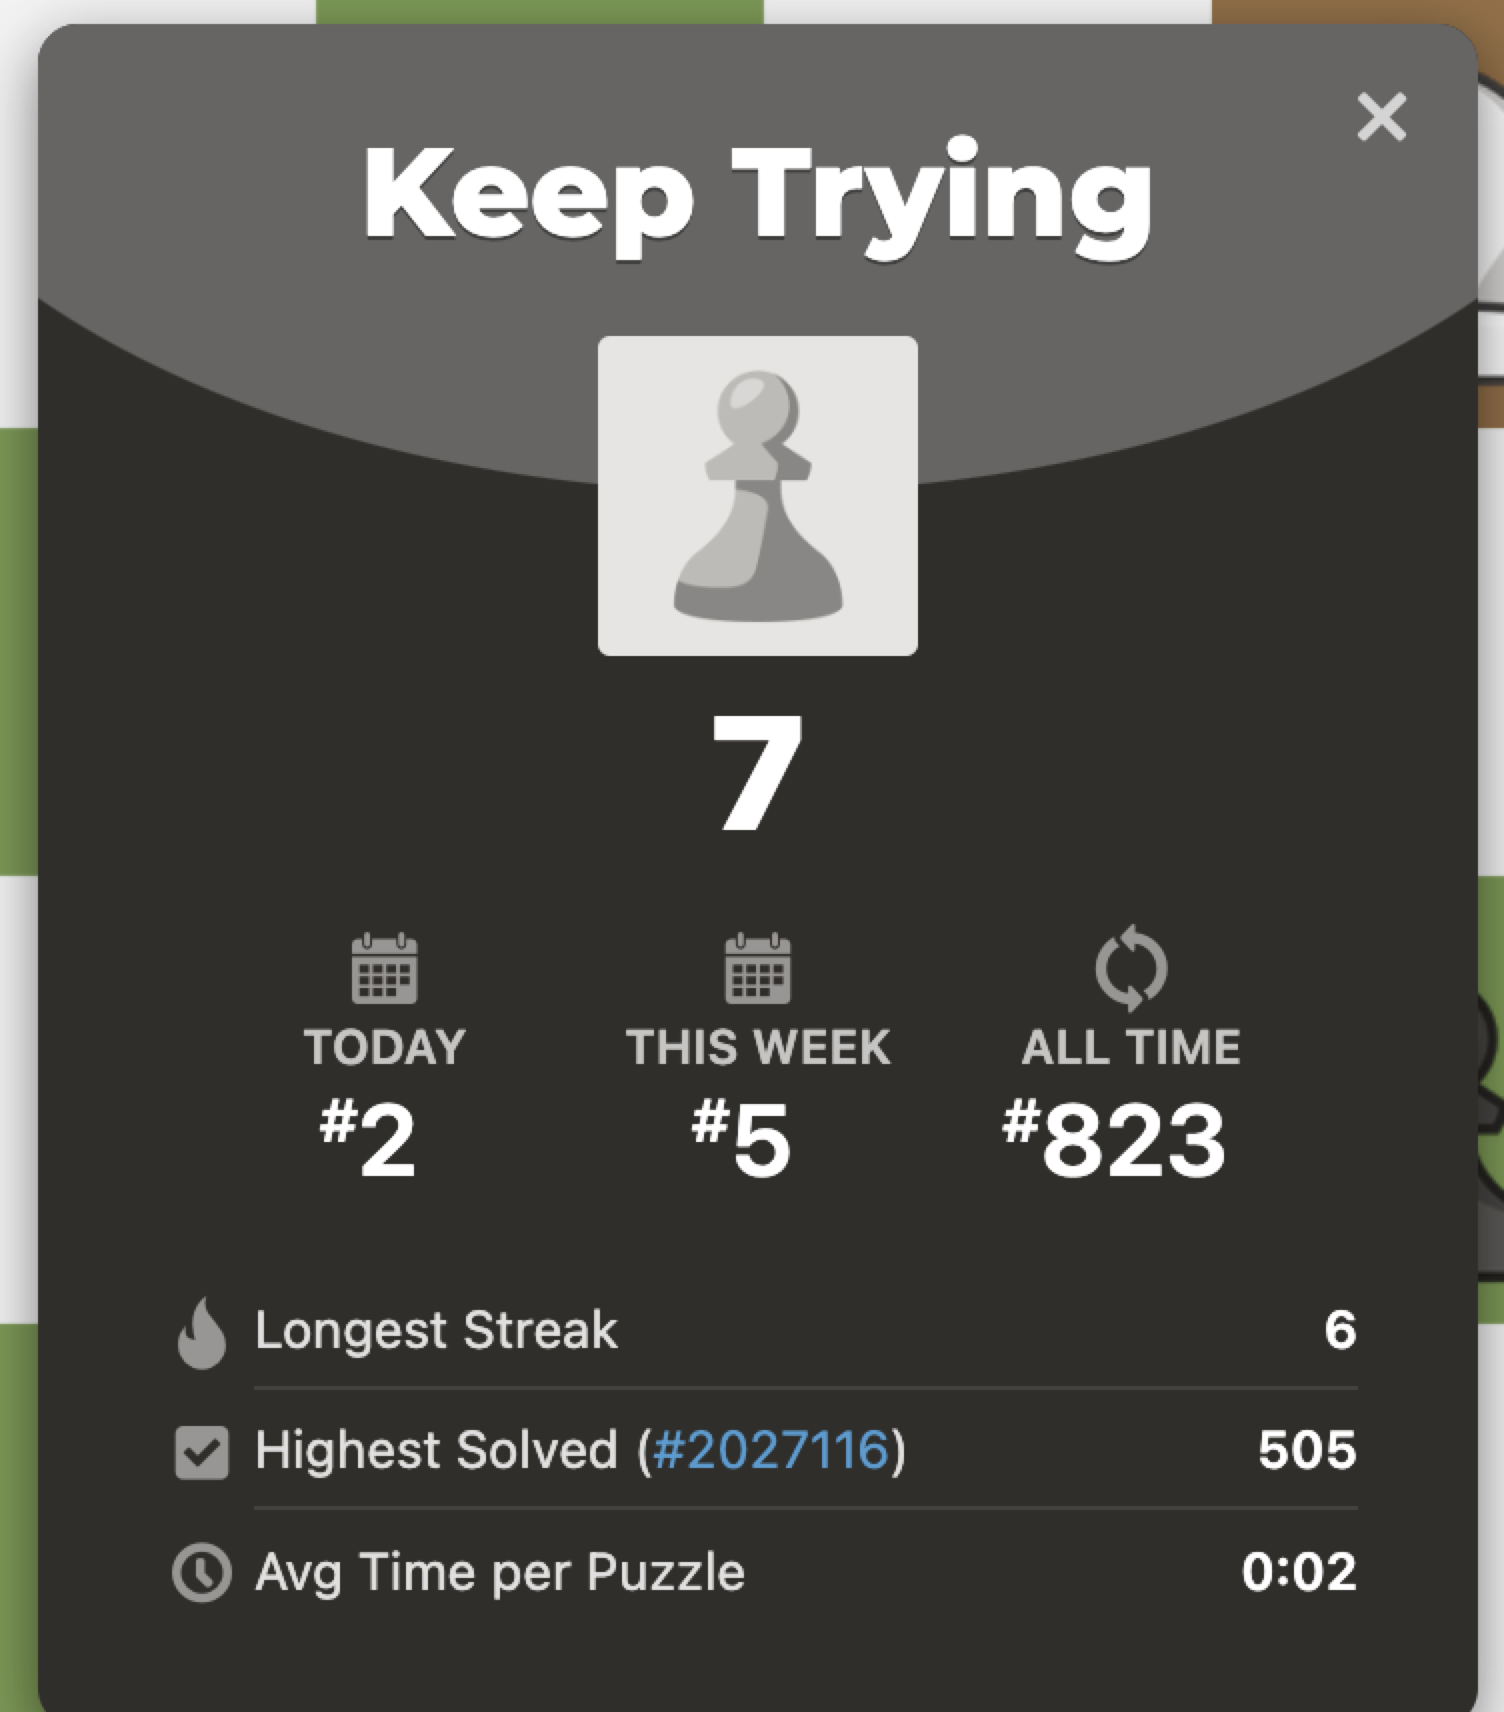 Keep Trying
7
TODAY
#2
THIS WEEK
#5
ALL TIME
#823
Longest Streak 6
Highest Solved (#2027116) 505
Avg Time per Puzzle 0:02